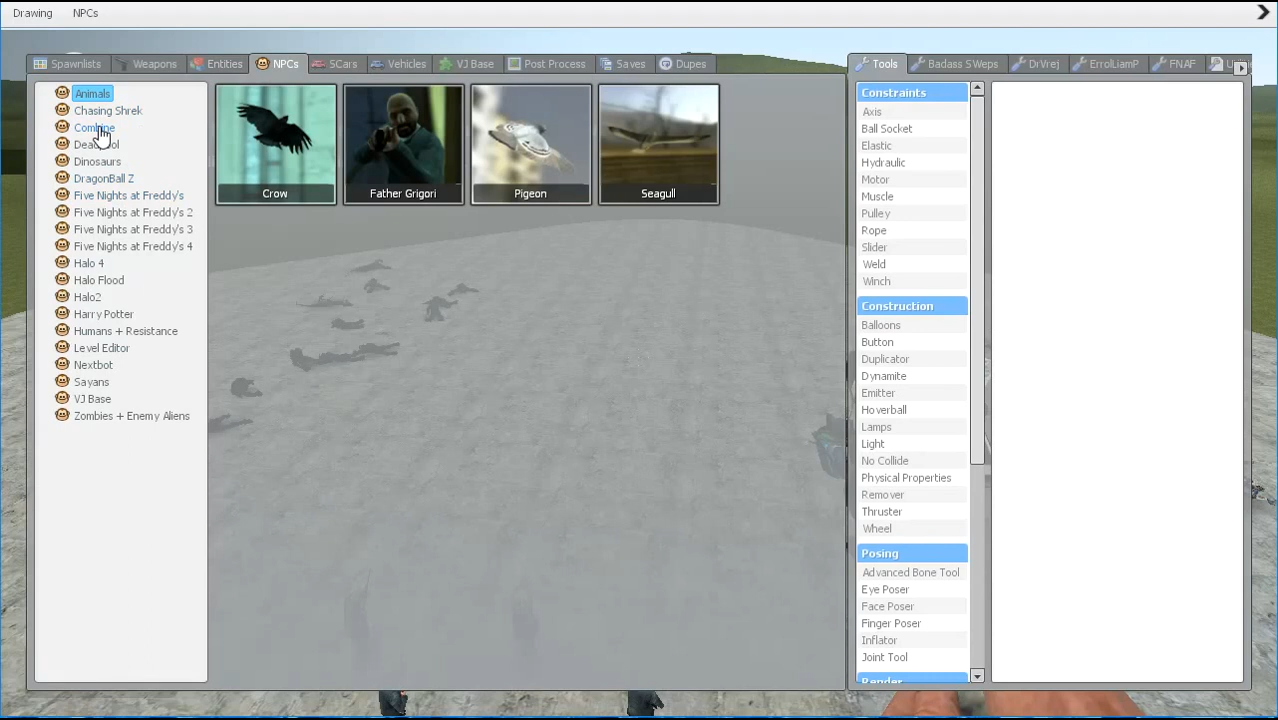 Drawing NPCs
Spawnlists Weapons Entities NPCs SCars Vehicles VJ Base Post Process Saves Dupes
Animals
Chasing Shrek
Combine
Dinosaurs
DragonBall Z
Five Nights at Freddy's
Five Nights at Freddy's 2
Five Nights at Freddy's 3
Five Nights at Freddy's 4
Halo 4
Halo Flood
Halo2
Harry Potter
Humans + Resistance
Level Editor
Nextbot
Sayans
VJ Base
Zombies + Enemy Aliens
Crow Father Grigori Pigeon Seagull
Tools Badass SWeps DrVrej ErrolLiamP FNAF
Constraints
Axis
Ball Socket
Elastic
Hydraulic
Motor
Muscle
Pulley
Rope
Slider
Weld
Winch
Construction
Balloons
Button
Duplicator
Dynamite
Emitter
Hoverball
Lamps
Light
No Collide
Physical Properties
Remover
Thruster
Wheel
Posing
Advanced Bone Tool
Eye Poser
Face Poser
Finger Poser
Inflator
Joint Tool
Render